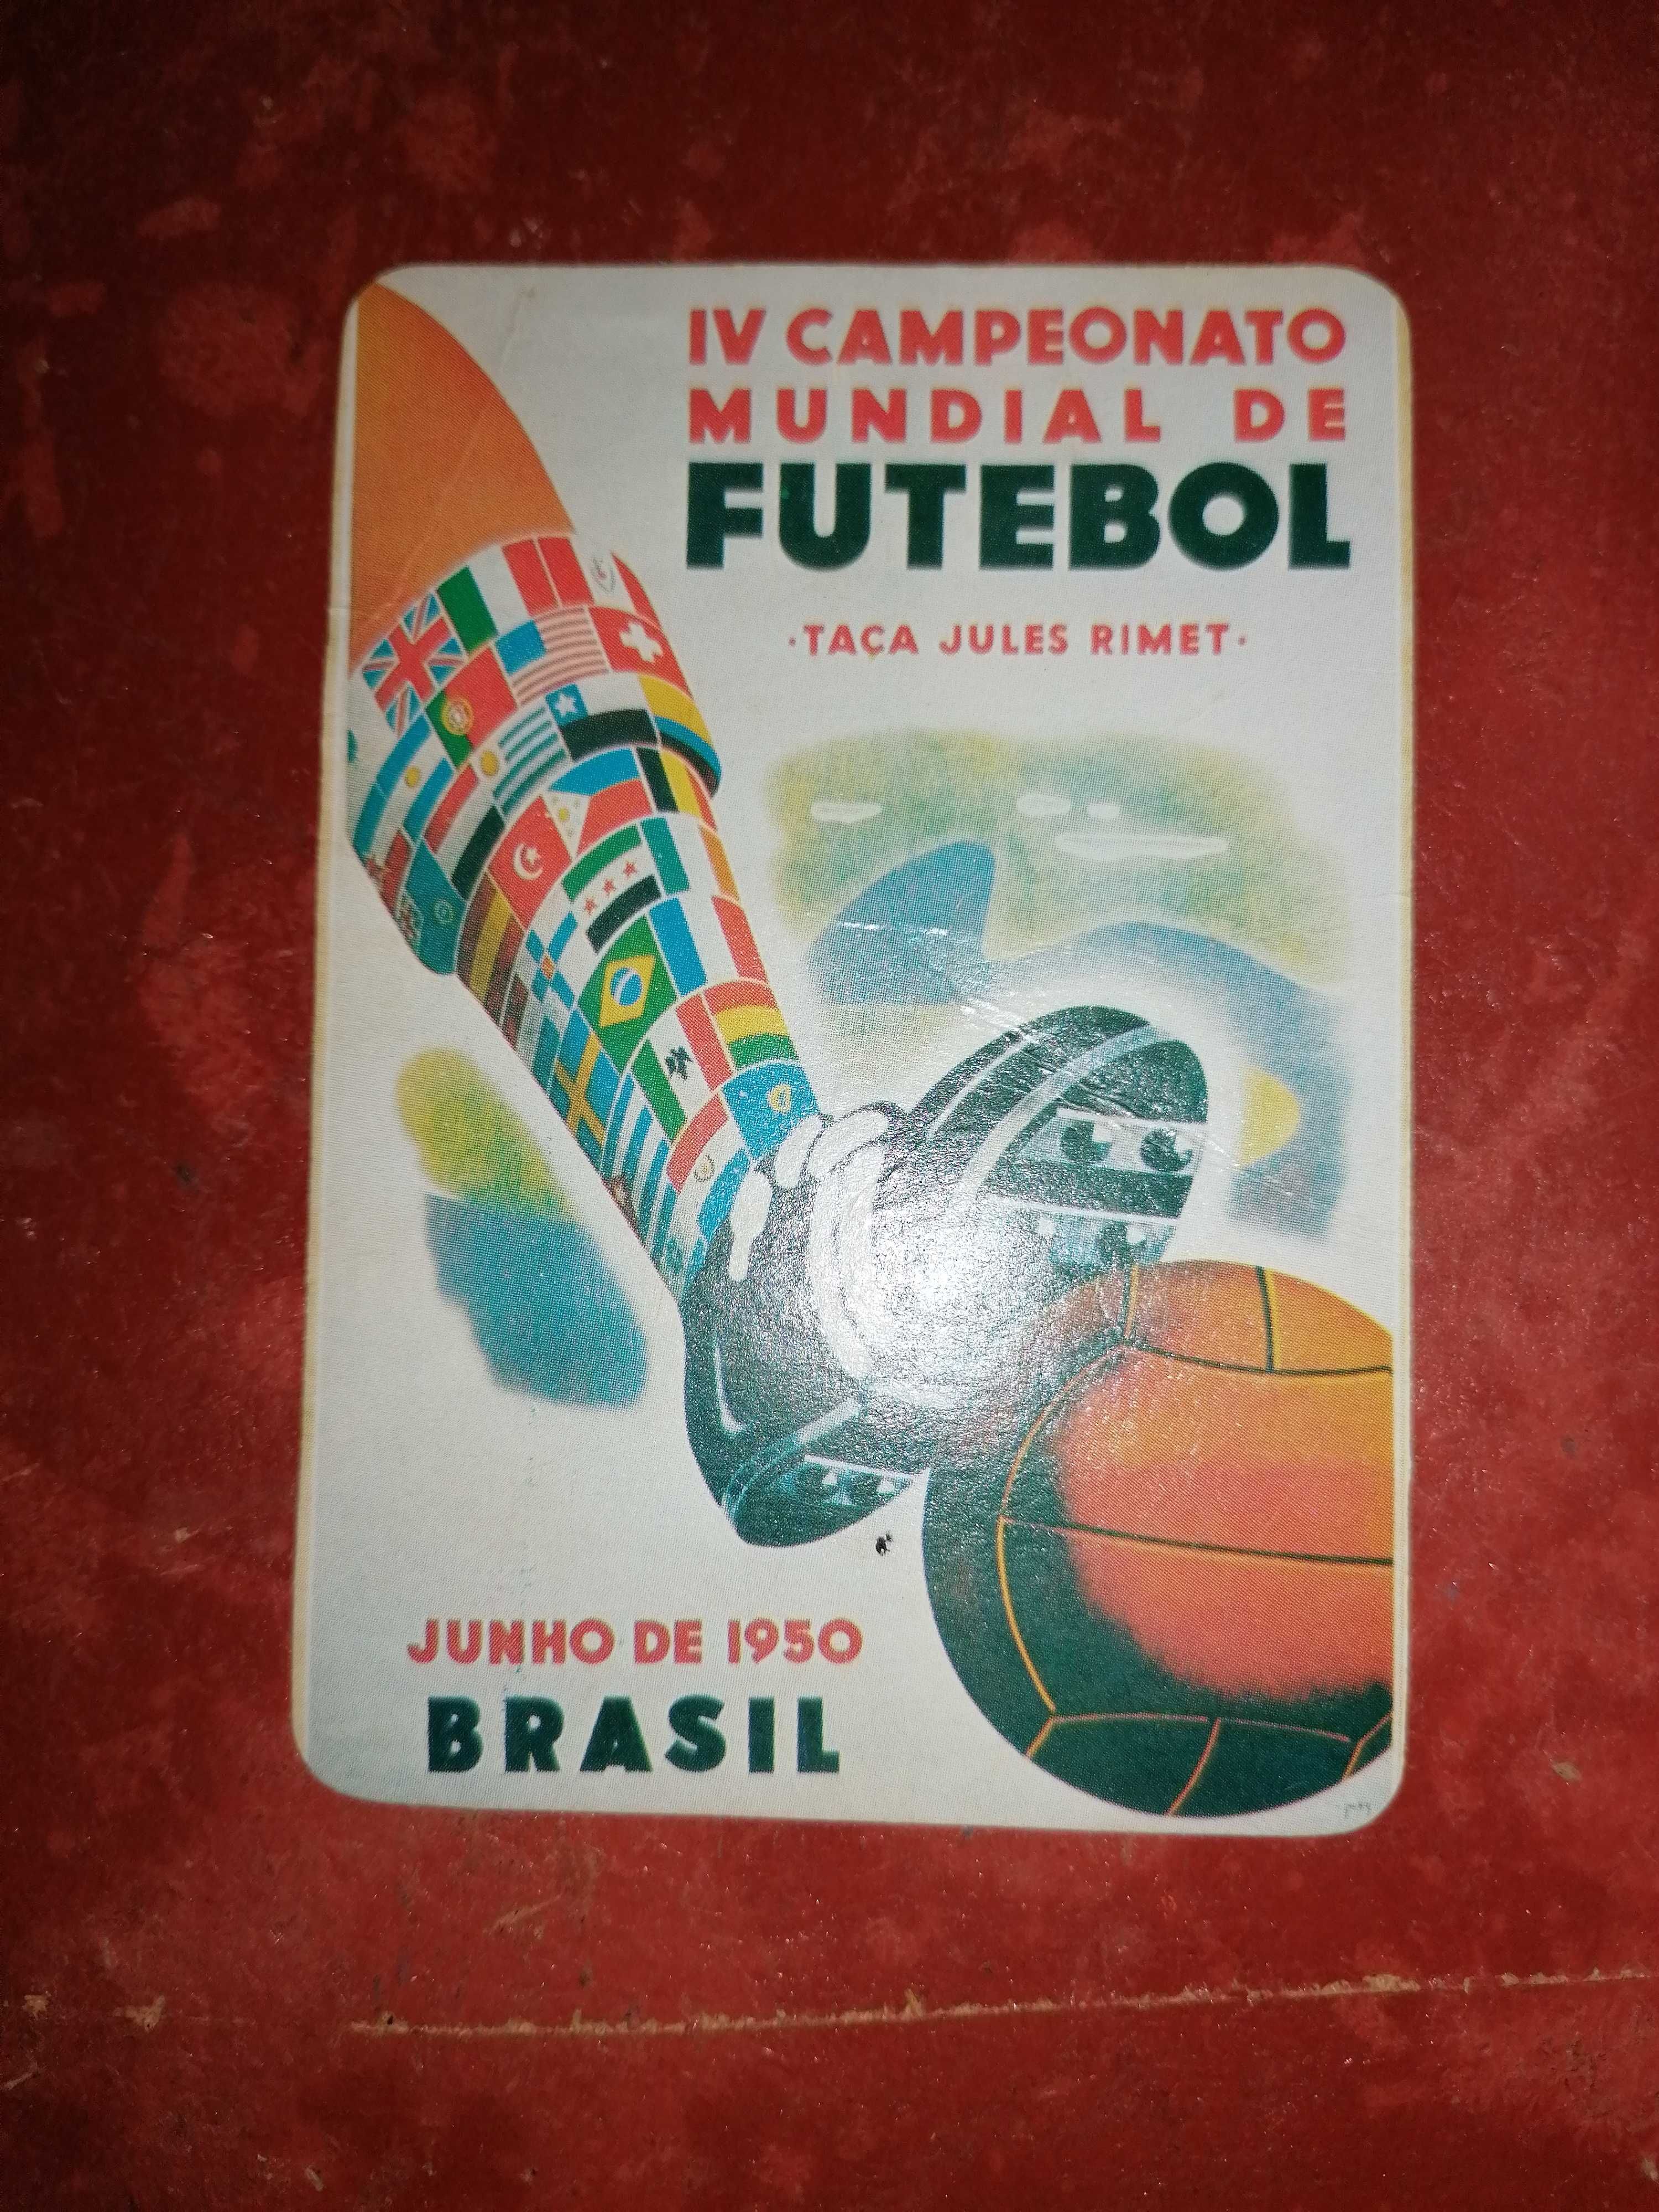 IV CAMPEONATO
MUNDIAL DE
FUTEBOL
·TAÇA JULES RIMET·
JUNHO DE 1950
BRASIL